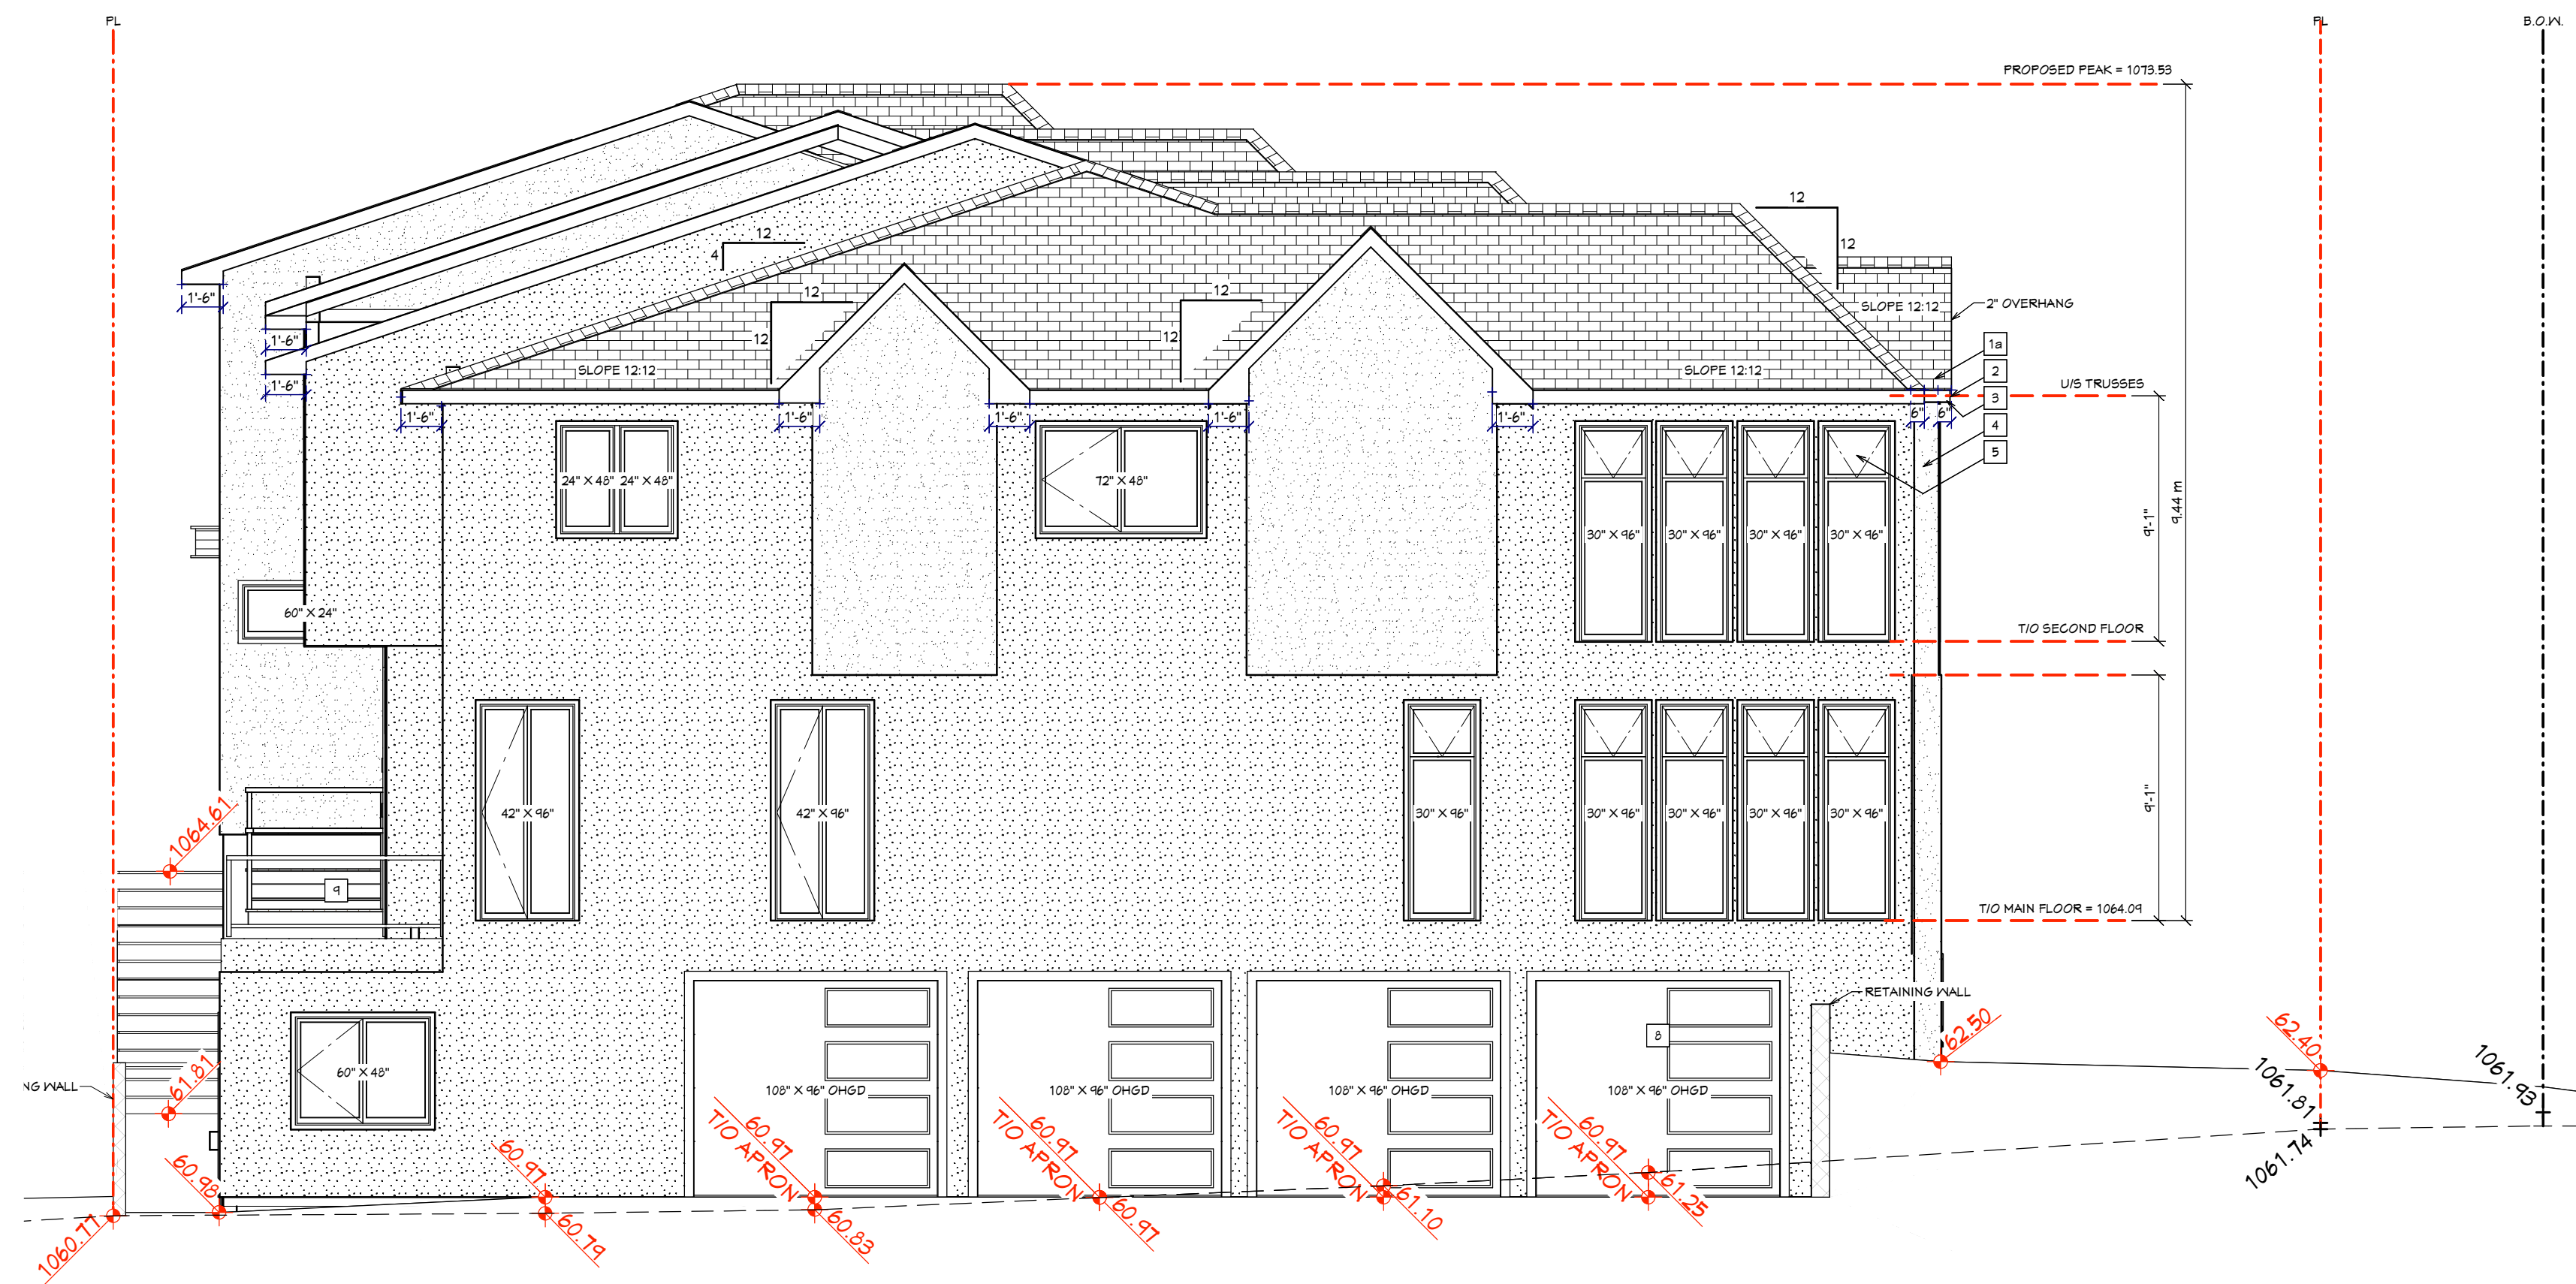 PL
PL
B.O.W.
PROPOSED PEAK = 1073.53
12
12
SLOPE 12:12
2" OVERHANG
12
4
12
12
12
12
1'-6"
1'-6"
1'-6"
SLOPE 12:12
SLOPE 12:12
1a
2
3
4
5
U/S TRUSSES
1'-6"
1'-6"
1'-6"
1'-6"
1'-6"
6"
6"
24" X 48"
24" X 48"
72" X 48"
30" X 96"
30" X 96"
30" X 96"
30" X 96"
9'-1"
9.44 m
60" X 24"
T/O SECOND FLOOR
42" X 96"
42" X 96"
30" X 96"
30" X 96"
30" X 96"
30" X 96"
30" X 96"
9'-1"
1064.61
9
T/O MAIN FLOOR = 1064.09
RETAINING WALL
8
62.50
62.40
1061.81
1061.74
1061.93
60" X 48"
NG WALL
61.81
108" X 96" OHGD
108" X 96" OHGD
108" X 96" OHGD
108" X 96" OHGD
60.98
60.97
60.97
T/O APRON
60.97
T/O APRON
60.97
T/O APRON
60.97
T/O APRON
1060.77
60.79
60.83
60.97
61.10
61.25